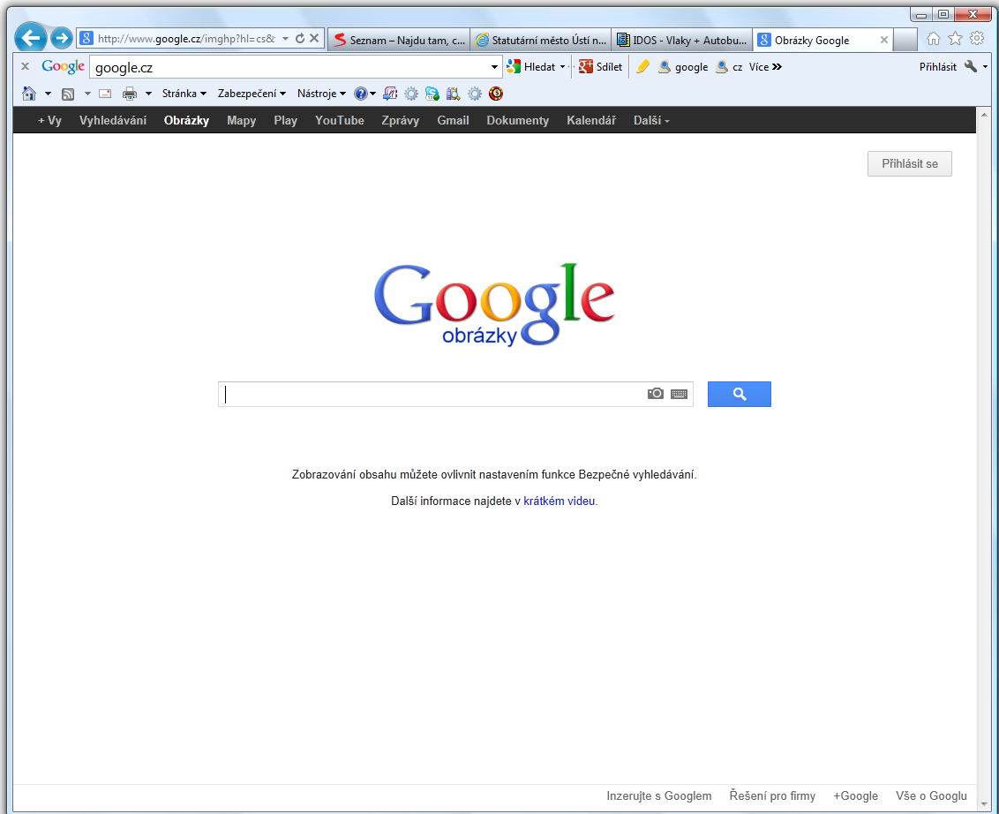 http://www.google.cz/imghp?hl=cs&
Seznam – Najdu tam, c...
Statutární město Ústí n...
IDOS - Vlaky + Autobu...
Obrázky Google
Google
google.cz
Hledat
Sdílet
google
cz
Více
Přihlásit
Stránka
Zabezpečení
Nástroje
+ Vy
Vyhledávání
Obrázky
Mapy
Play
YouTube
Zprávy
Gmail
Dokumenty
Kalendář
Další
Přihlásit se
Google
obrázky
Zobrazování obsahu můžete ovlivnit nastavením funkce Bezpečné vyhledávání.
Další informace najdete v krátkém videu.
Inzerujte s Googlem
Řešení pro firmy
+Google
Vše o Googlu